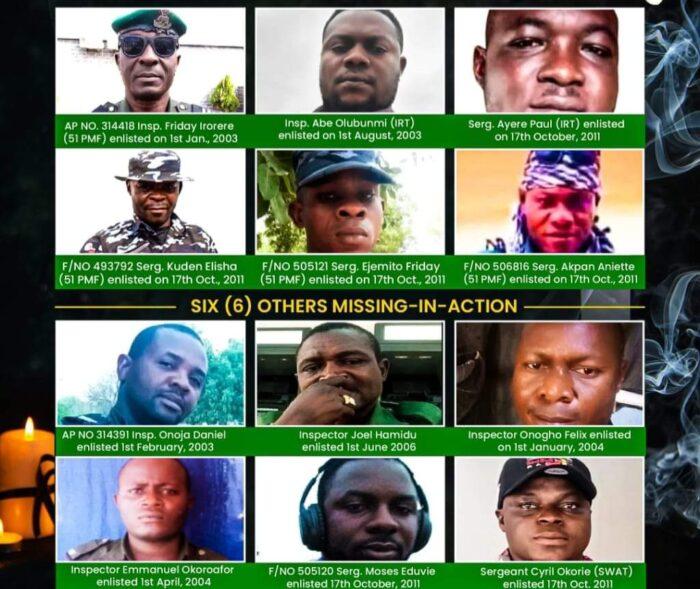 AP NO. 314418 Insp. Friday Irorere
(51 PMF) enlisted on 1st Jan., 2003
Insp. Abe Olubunmi (IRT)
enlisted on 1st August, 2003
Serg. Ayere Paul (IRT) enlisted
on 17th October, 2011
F/NO 493792 Serg. Kuden Elisha
(51 PMF) enlisted on 17th Oct., 2011
F/NO 505121 Serg. Ejemito Friday
(51 PMF) enlisted on 17th Oct., 2011
F/NO 506816 Serg. Akpan Aniette
(51 PMF) enlisted on 17th Oct., 2011
SIX (6) OTHERS MISSING-IN-ACTION
AP NO 314391 Insp. Onoja Daniel
enlisted 1st February, 2003
Inspector Joel Hamidu
enlisted 1st June 2006
Inspector Onogho Felix enlisted
on 1st January, 2004
Inspector Emmanuel Okoroafor
enlisted 1st April, 2004
F/NO 505120 Serg. Moses Eduvie
enlisted 17th October, 2011
Sergeant Cyril Okorie (SWAT)
enlisted 17th Oct. 2011